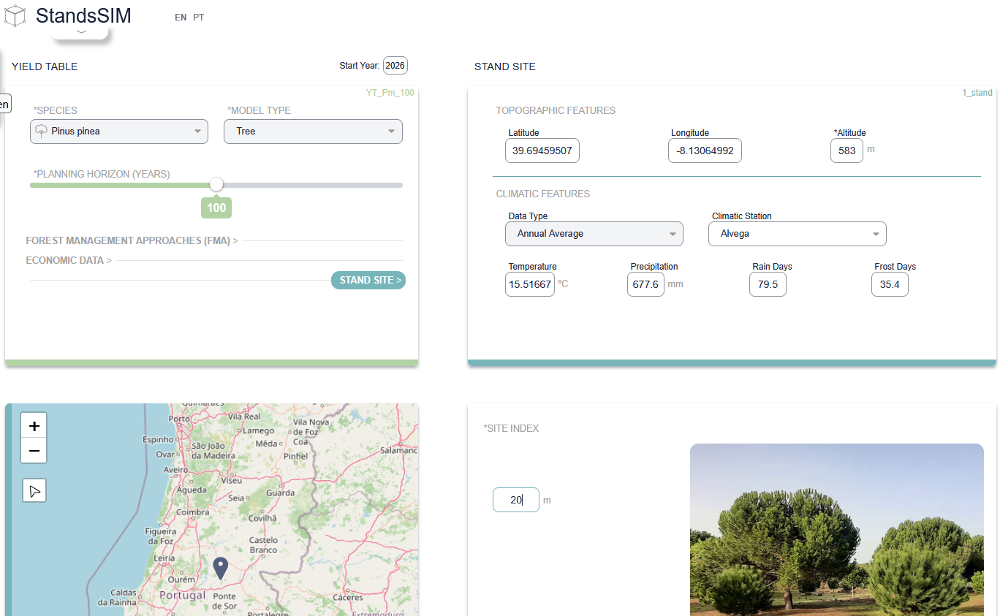 StandsSIM
EN PT
YIELD TABLE
Start Year: 2026
YT_Pm_100
en
*SPECIES
*MODEL TYPE
Pinus pinea
Tree
*PLANNING HORIZON (YEARS)
100
FOREST MANAGEMENT APPROACHES (FMA) >
ECONOMIC DATA >
STAND SITE >
STAND SITE
1_stand
TOPOGRAPHIC FEATURES
Latitude
Longitude
*Altitude
39.69459507
-8.13064992
583 m
CLIMATIC FEATURES
Data Type
Climatic Station
Annual Average
Alvega
Temperature
Precipitation
Rain Days
Frost Days
15.51667 ºC
677.6 mm
79.5
35.4
+
−
Guimarães
Porto
Vila Real
Vila Nova
de Foz
Coa
Lamego
Espinho
São João
da Madeira
Mêda
Ovar
Pinhel
Salamanc
Aveiro
Viseu
Águeda
Seia
Guarda
Coimbra
Covilhã
Figueira
da Foz
Castelo
Branco
Leiria
Ourém
Caldas
da Rainha
Portugal
Ponte
de Sor
Cáceres
Portalegre
Extremadura
*SITE INDEX
20 m